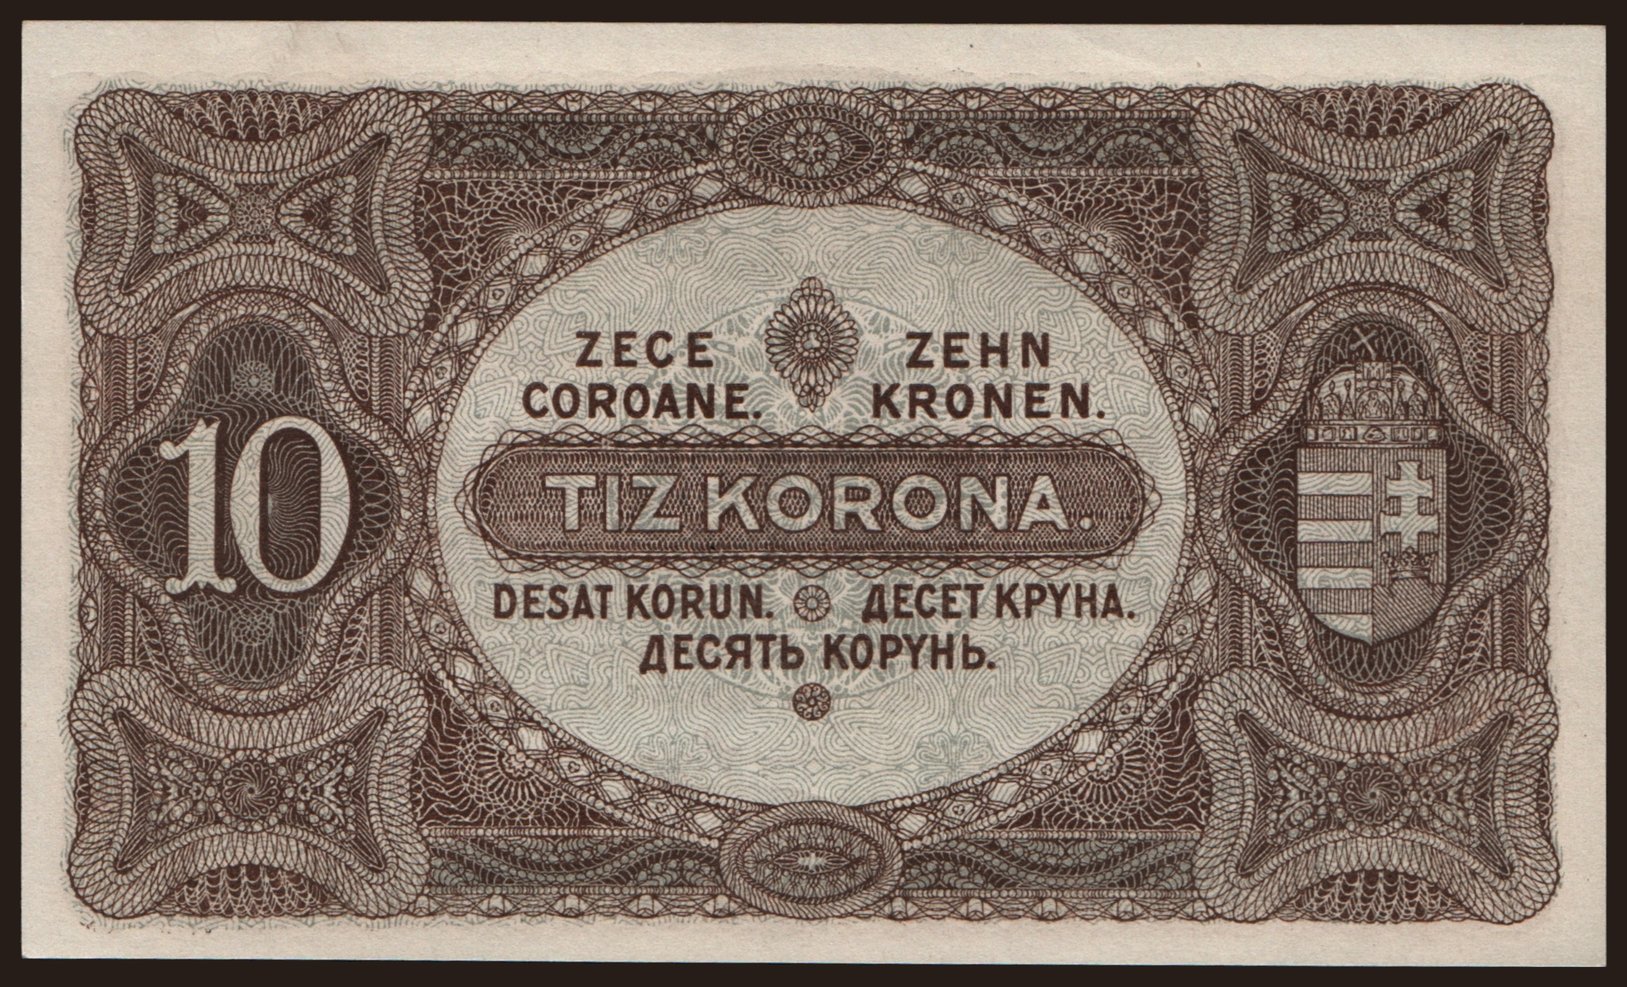 ZECE
COROANE.
ZEHN
KRONEN.
10
TIZ KORONA.
DESAT KORUN.
ДЕСЕТ КРУНА.
ДЕСЯТЬ КОРУНЬ.